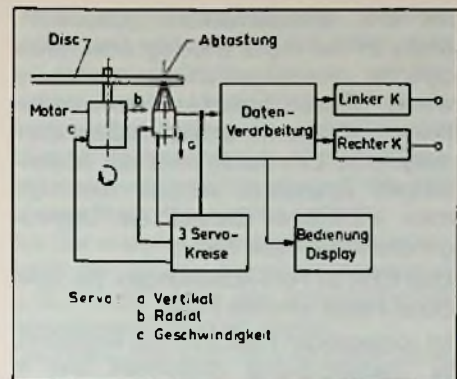 Disc
Abtastung
Motor
b
c
a
Daten-
Verarbeitung
Linker K
Rechter K
3 Servo-
Kreise
Bedienung
Display
Servo: a Vertikal
b Radial
c Geschwindigkeit